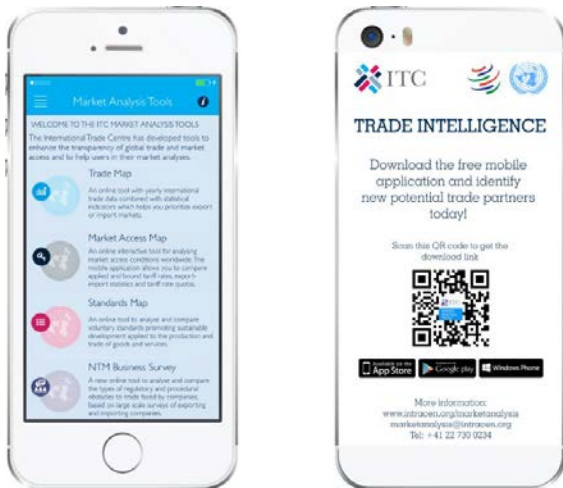 Market Analysis Tools
WELCOME TO THE ITC MARKET ANALYSIS TOOLS
The International Trade Centre has developed tools to
enhance the transparency of global trade and market
access and to help users in their market analyses.
Trade Map
An online tool with yearly international
trade data combined with statistical
indicators which helps you prioritize export
or import markets.
Market Access Map
An online interactive tool for analysing
market access conditions worldwide. The
mobile application allows you to compare
applied and bound tariff rates, export-
import statistics and tariff rate quotas.
Standards Map
An online tool to analyse and compare
voluntary standards promoting sustainable
development applied to the production and
trade of goods and services.
NTM Business Survey
A new online tool to analyse and compare
the types of regulatory and procedural
obstacles to trade faced by companies,
based on large scale surveys of exporting
and importing companies.
ITC
TRADE INTELLIGENCE
Download the free mobile
application and identify
new potential trade partners
today!
Scan this QR code to get the
download link
Available on the
App Store
Google play
Windows Phone
More information:
www.intracen.org/marketanalysis
marketanalysis@intracen.org
Tel: +41 22 730 0234